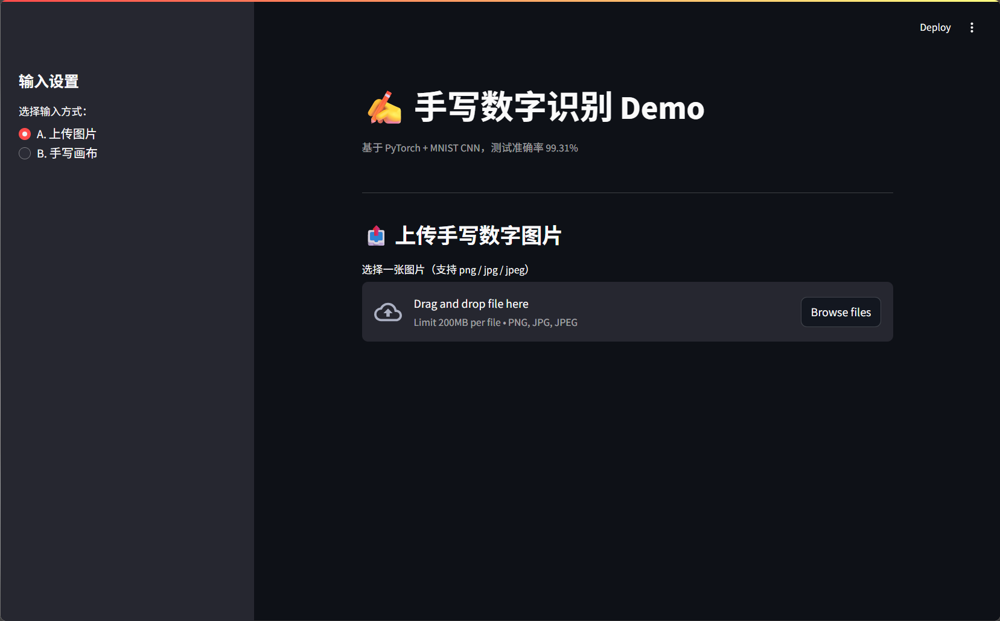 Deploy
输入设置
选择输入方式：
A. 上传图片
B. 手写画布
手写数字识别 Demo
基于 PyTorch + MNIST CNN，测试准确率 99.31%
上传手写数字图片
选择一张图片（支持 png / jpg / jpeg）
Drag and drop file here
Limit 200MB per file • PNG, JPG, JPEG
Browse files